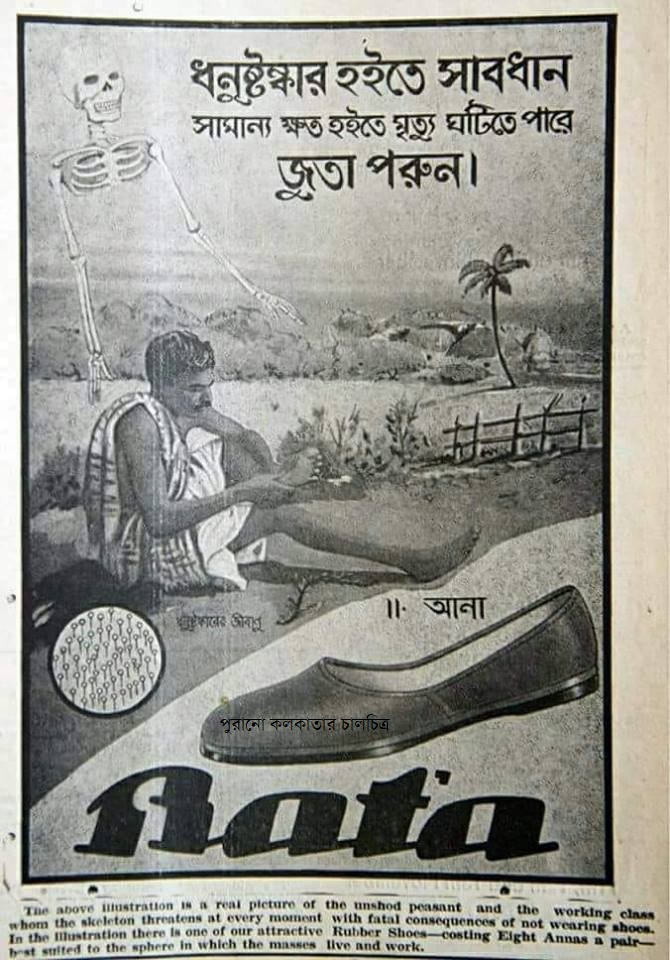 ধনুষ্টঙ্কার হইতে সাবধান
সামান্য ক্ষত হইতে মৃত্যু ঘটিতে পারে
জুতা পরুন।
॥• আনা
ধনুষ্টঙ্কারের জীবাণু
পুরানো কলকাতার চালচিত্র
Bat'a
The above illustration is a real picture of the unshod peasant and the working class
whom the skeleton threatens at every moment with fatal consequences of not wearing shoes.
In the illustration there is one of our attractive Rubber Shoes—costing Eight Annas a pair—
best suited to the sphere in which the masses live and work.